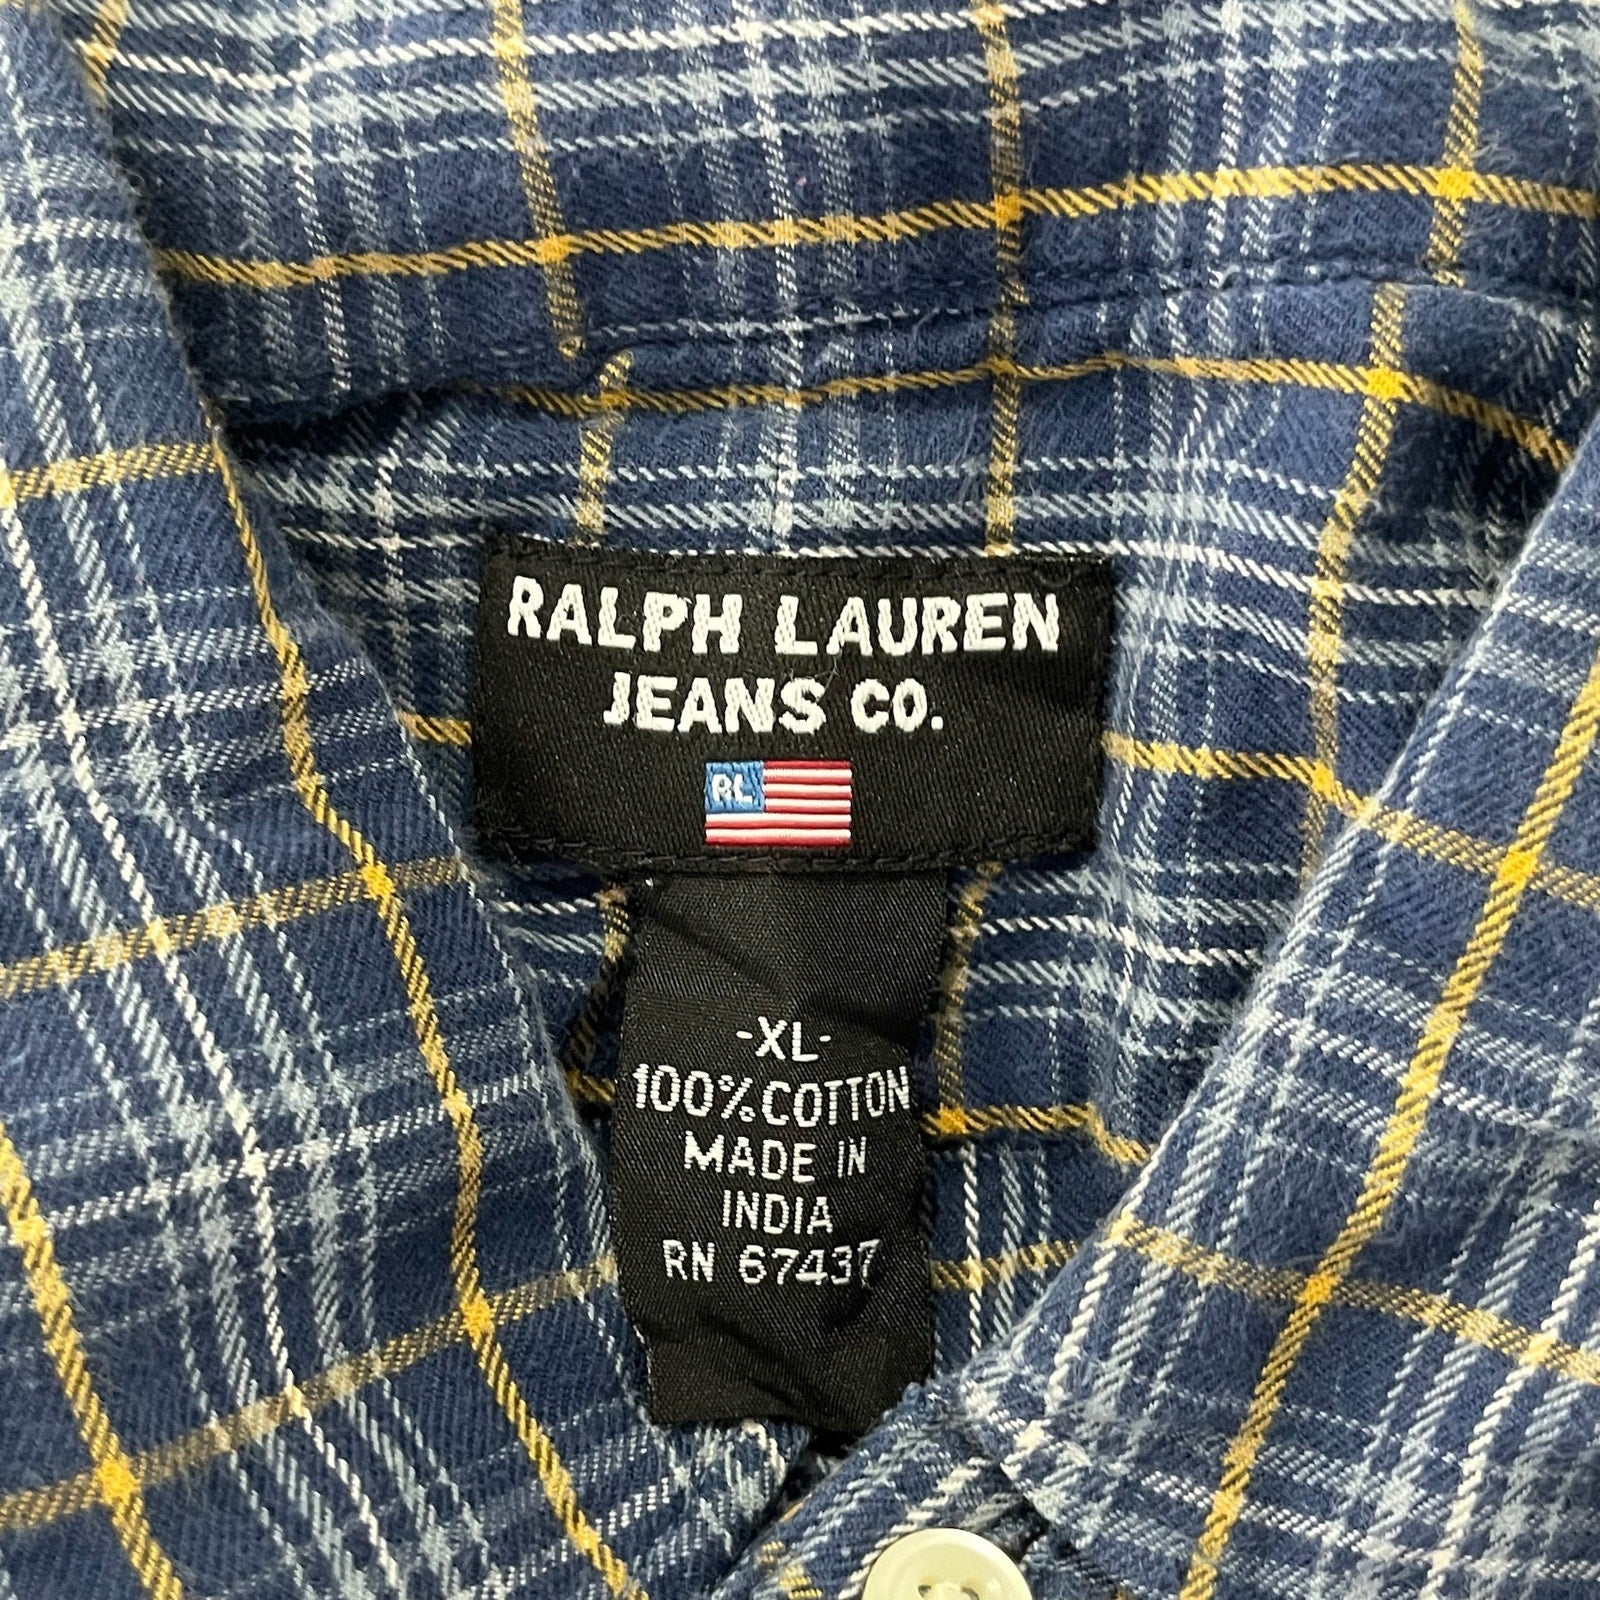 RALPH LAUREN
JEANS CO.
RL
-XL-
100% COTTON
MADE IN
INDIA
RN 67437